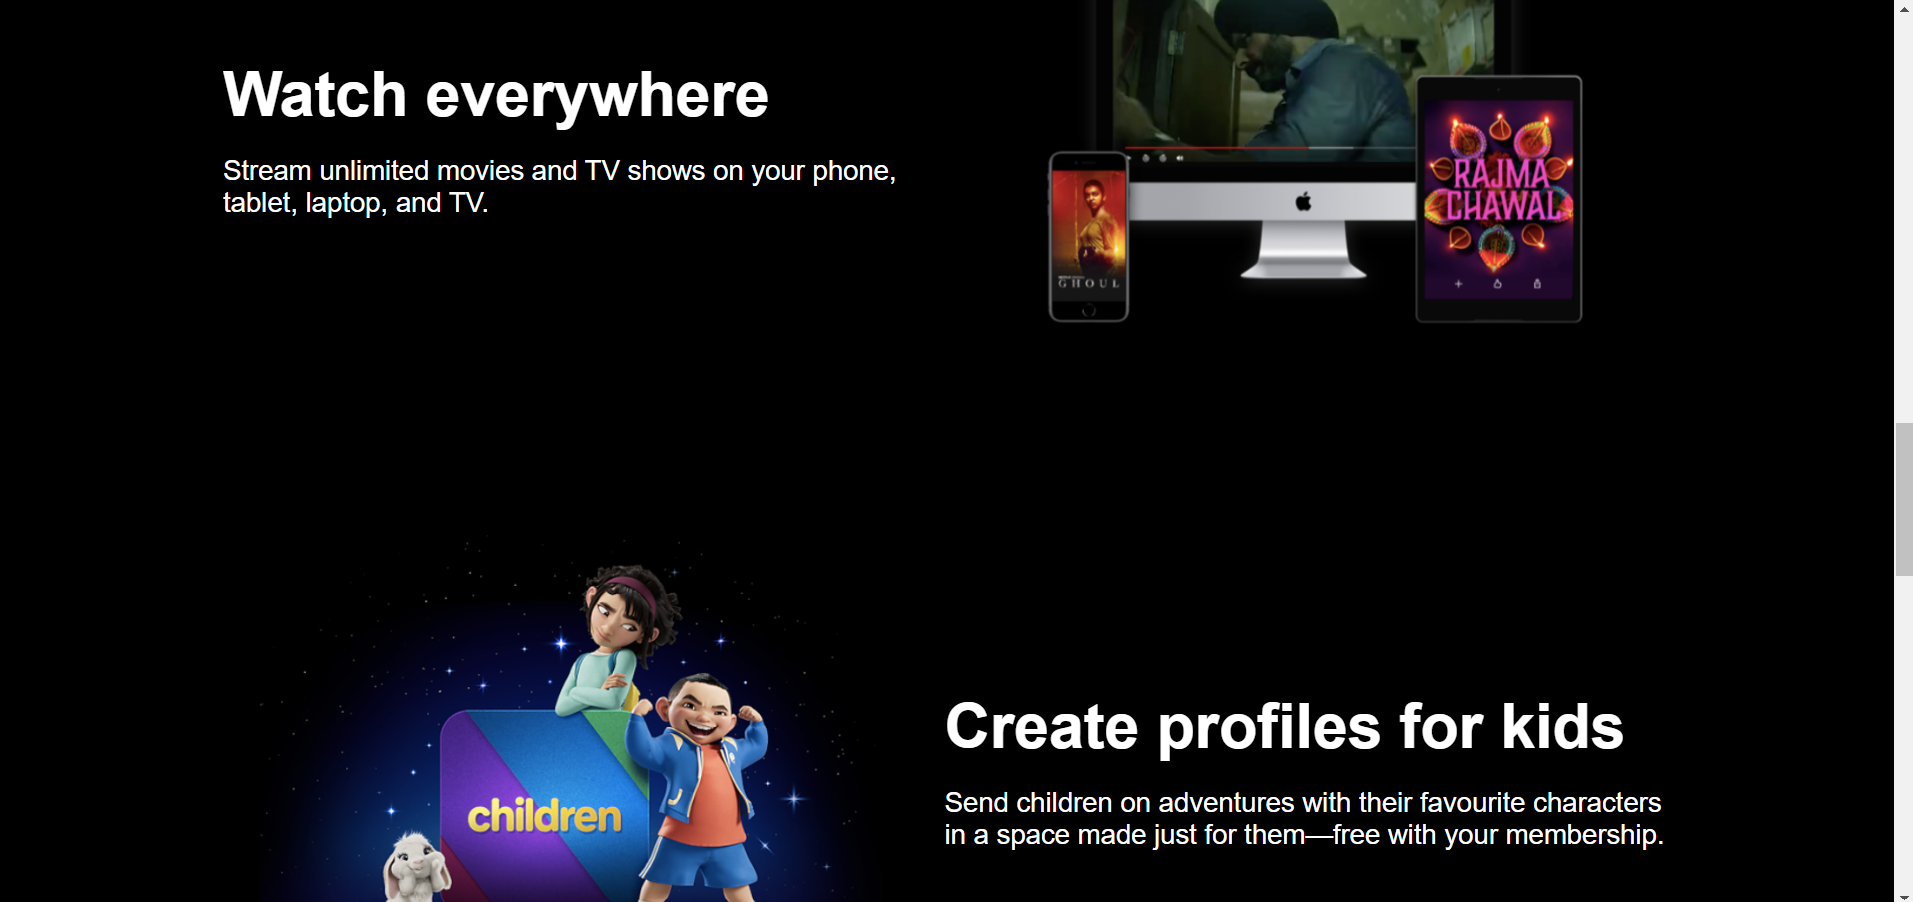 Watch everywhere
Stream unlimited movies and TV shows on your phone,
tablet, laptop, and TV.
RAJMA
CHAWAL
GHOUL
children
Create profiles for kids
Send children on adventures with their favourite characters
in a space made just for them—free with your membership.